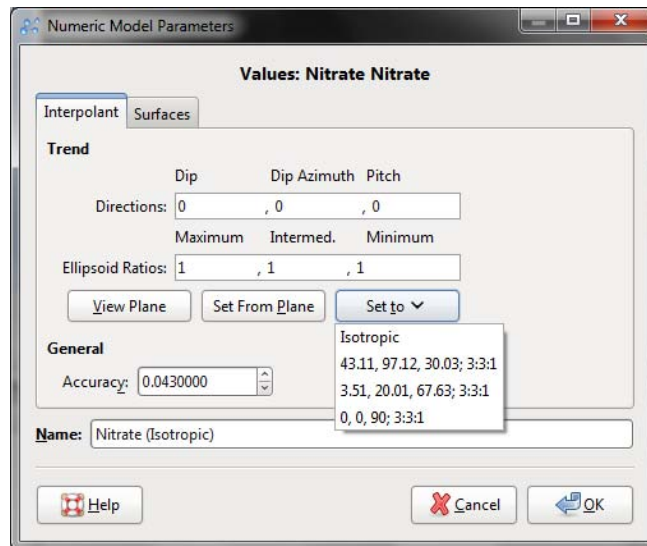 Numeric Model Parameters
Values: Nitrate Nitrate
Interpolant Surfaces
Trend
Dip Dip Azimuth Pitch
Directions: 0 , 0 , 0
Maximum Intermed. Minimum
Ellipsoid Ratios: 1 , 1 , 1
View Plane Set From Plane Set to
Isotropic
43.11, 97.12, 30.03; 3:3:1
3.51, 20.01, 67.63; 3:3:1
0, 0, 90; 3:3:1
General
Accuracy: 0.0430000
Name: Nitrate (Isotropic)
Help Cancel OK